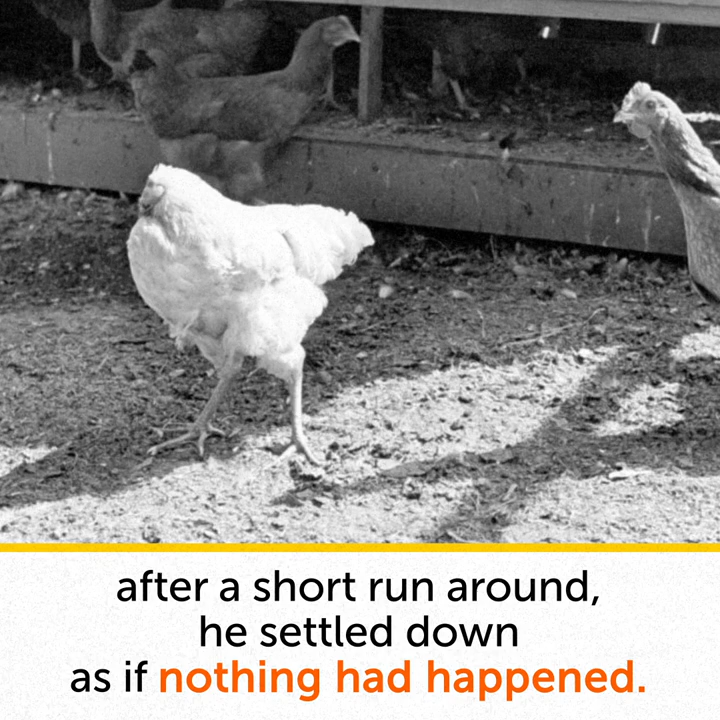 after a short run around,
he settled down
as if nothing had happened.